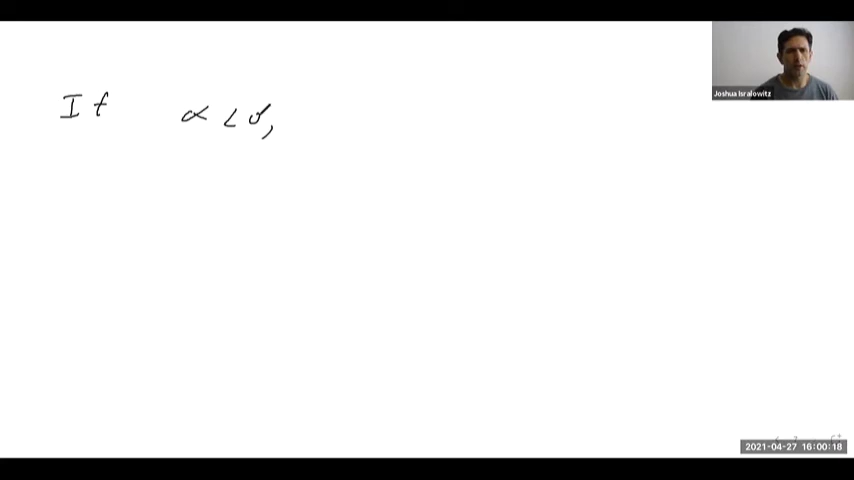 Joshua Isralowitz
If α < σ,
2021-04-27 16:00:18